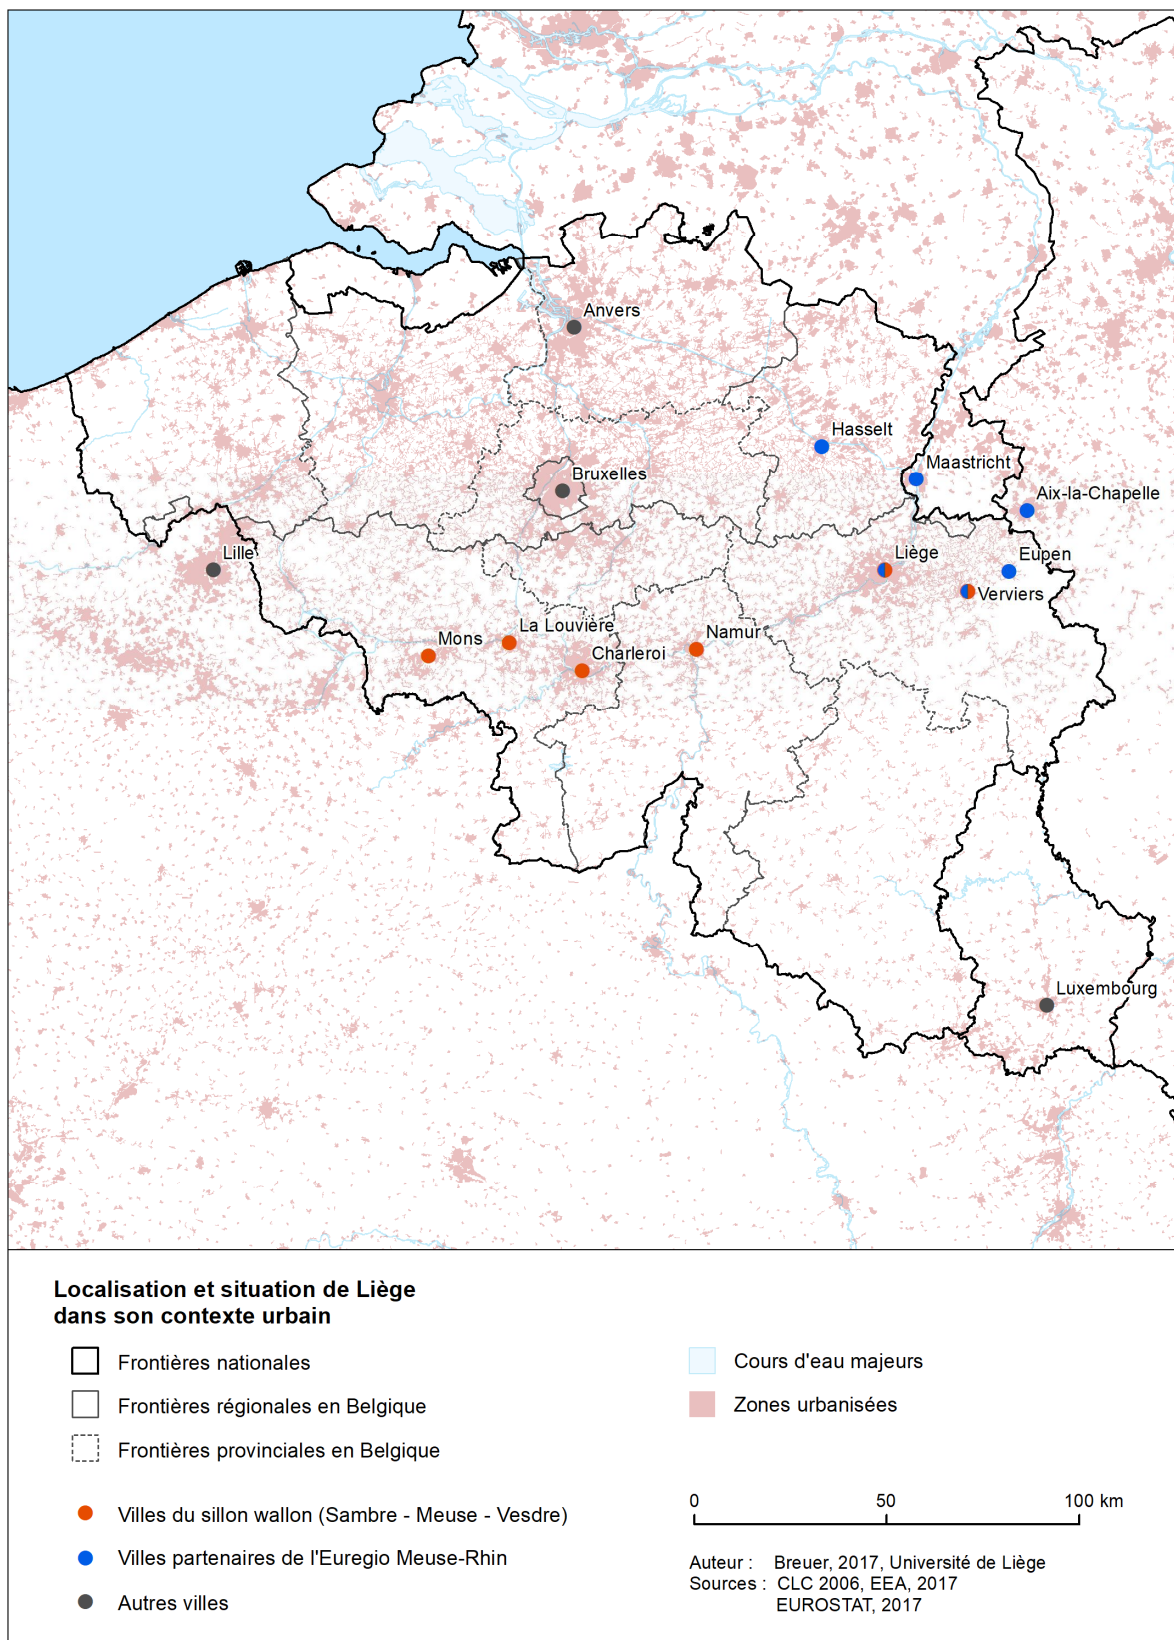 Anvers
Hasselt
Maastricht
Bruxelles
Aix-la-Chapelle
Lille
Liège
Eupen
Verviers
La Louvière
Mons
Namur
Charleroi
Luxembourg
Localisation et situation de Liège
dans son contexte urbain
Frontières nationales
Frontières régionales en Belgique
Frontières provinciales en Belgique
Villes du sillon wallon (Sambre - Meuse - Vesdre)
Villes partenaires de l'Euregio Meuse-Rhin
Autres villes
Cours d'eau majeurs
Zones urbanisées
0 50 100 km
Auteur : Breuer, 2017, Université de Liège
Sources : CLC 2006, EEA, 2017
EUROSTAT, 2017